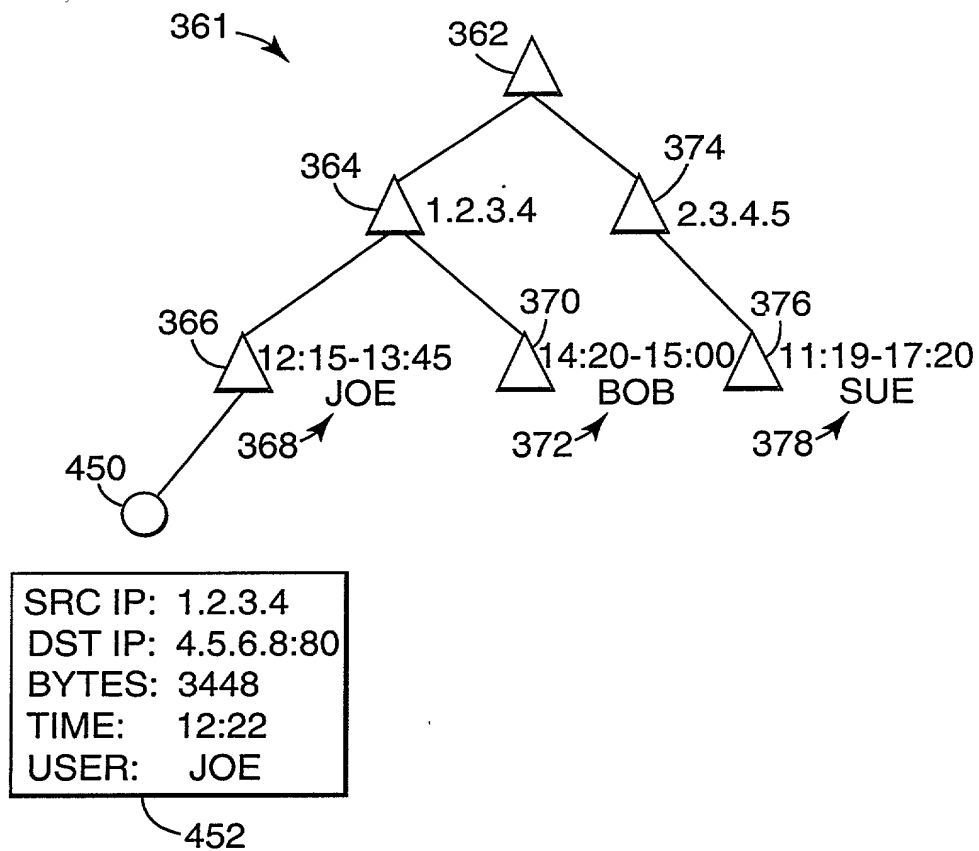 361
362
364
374
1.2.3.4
2.3.4.5
366
370
376
12:15-13:45
14:20-15:00
11:19-17:20
JOE
BOB
SUE
368
372
378
450
SRC IP: 1.2.3.4
DST IP: 4.5.6.8:80
BYTES: 3448
TIME: 12:22
USER: JOE
452